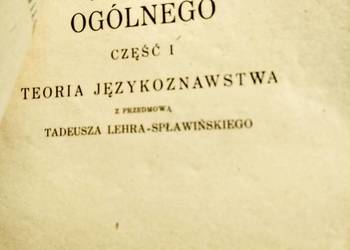 OGÓLNEGO
CZĘŚĆ I
TEORIA JĘZYKOZNAWSTWA
Z PRZEDMOWĄ
TADEUSZA LEHRA-SPŁAWIŃSKIEGO